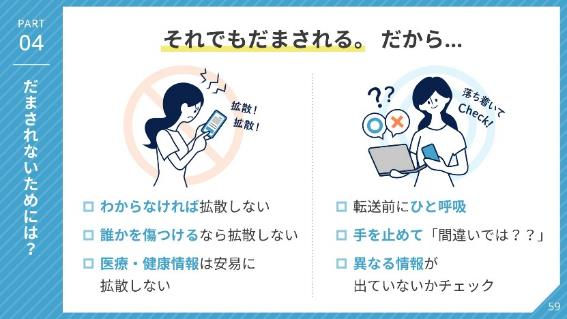 PART
04
だまされないためには？
それでもだまされる。 だから...
拡散！
拡散！
わからなければ拡散しない
誰かを傷つけるなら拡散しない
医療・健康情報は安易に
拡散しない
??
落ち着いて
Check!
転送前にひと呼吸
手を止めて「間違いでは？？」
異なる情報が
出ていないかチェック
59